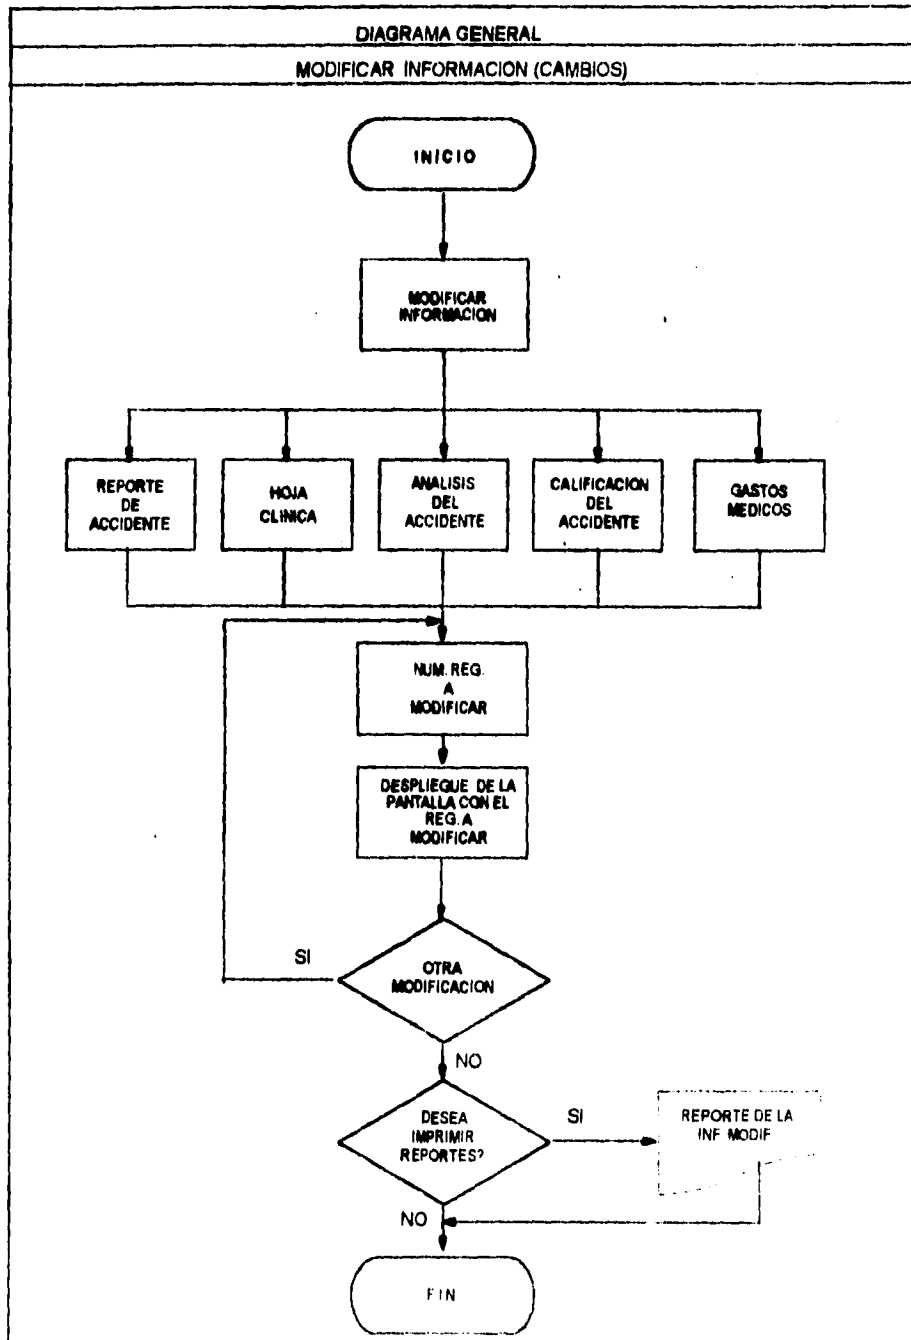 DIAGRAMA GENERAL
MODIFICAR INFORMACION (CAMBIOS)
INICIO
MODIFICAR
INFORMACION
REPORTE
DE
ACCIDENTE
HOJA
CLINICA
ANALISIS
DEL
ACCIDENTE
CALIFICACION
DEL
ACCIDENTE
GASTOS
MEDICOS
NUM. REG.
A
MODIFICAR
DESPLIEGUE DE LA
PANTALLA CON EL
REG. A
MODIFICAR
SI
OTRA
MODIFICACION
NO
DESEA
IMPRIMIR
REPORTES?
SI
REPORTE DE LA
INF MODIF
NO
FIN